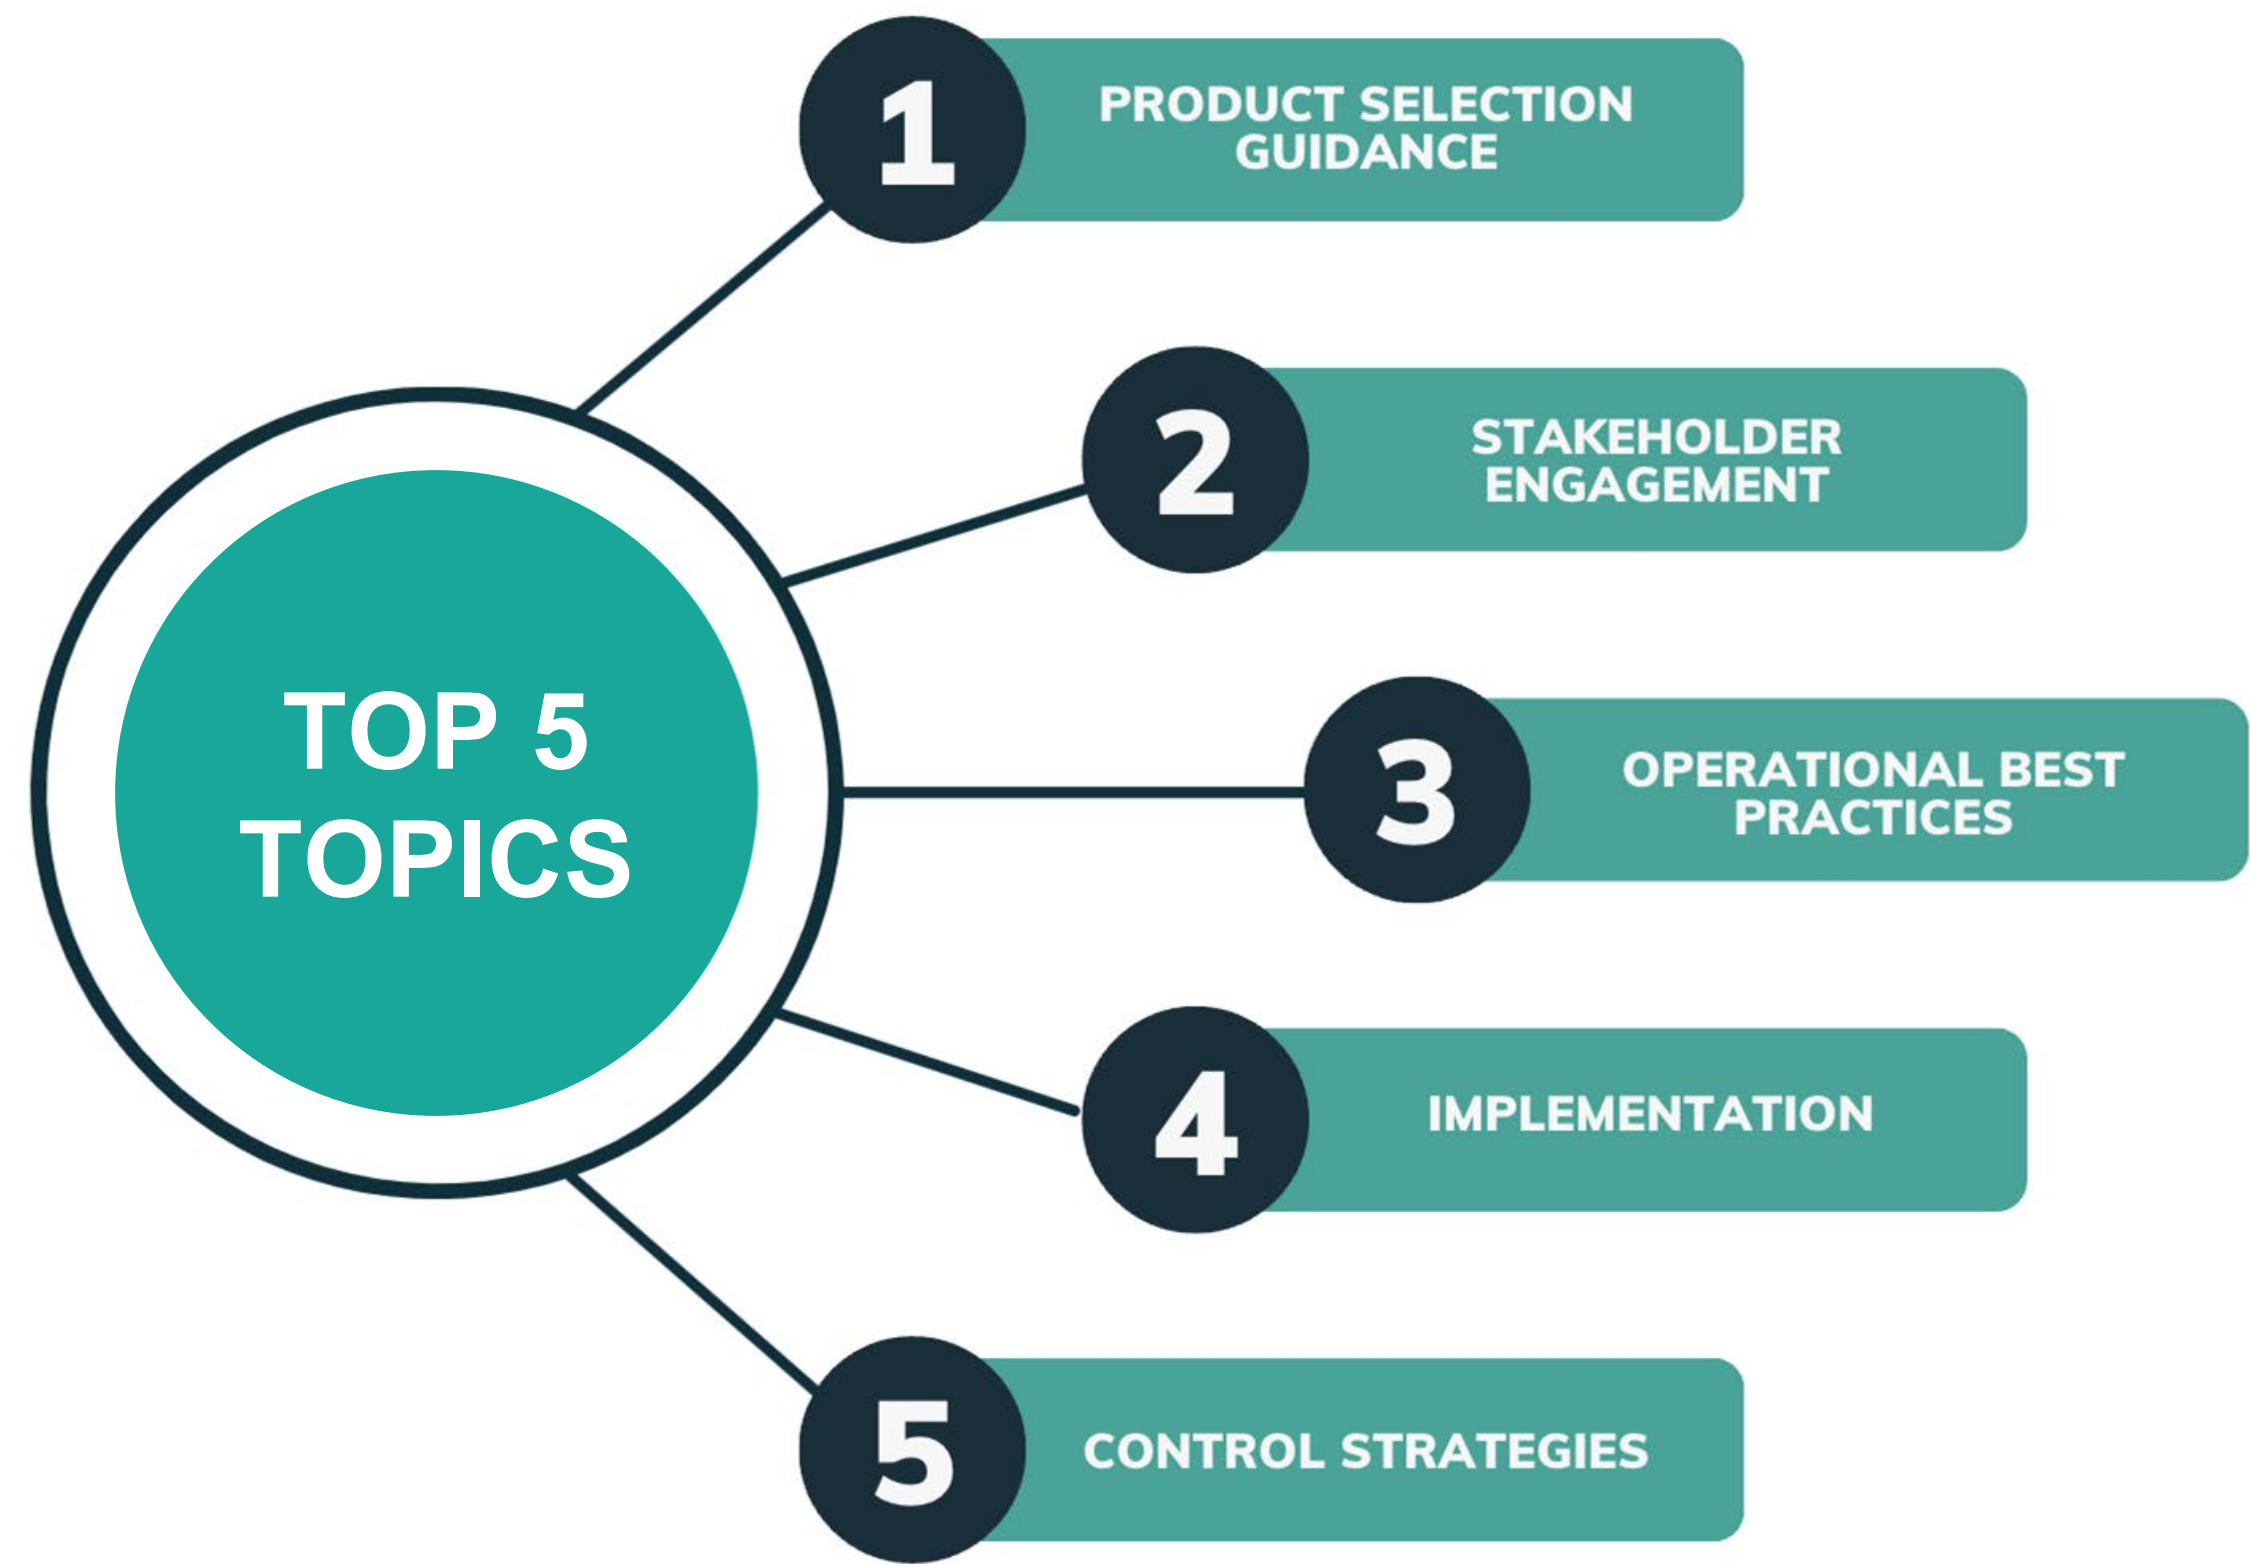 TOP 5
TOPICS
1
PRODUCT SELECTION
GUIDANCE
2
STAKEHOLDER
ENGAGEMENT
3
OPERATIONAL BEST
PRACTICES
4
IMPLEMENTATION
5
CONTROL STRATEGIES